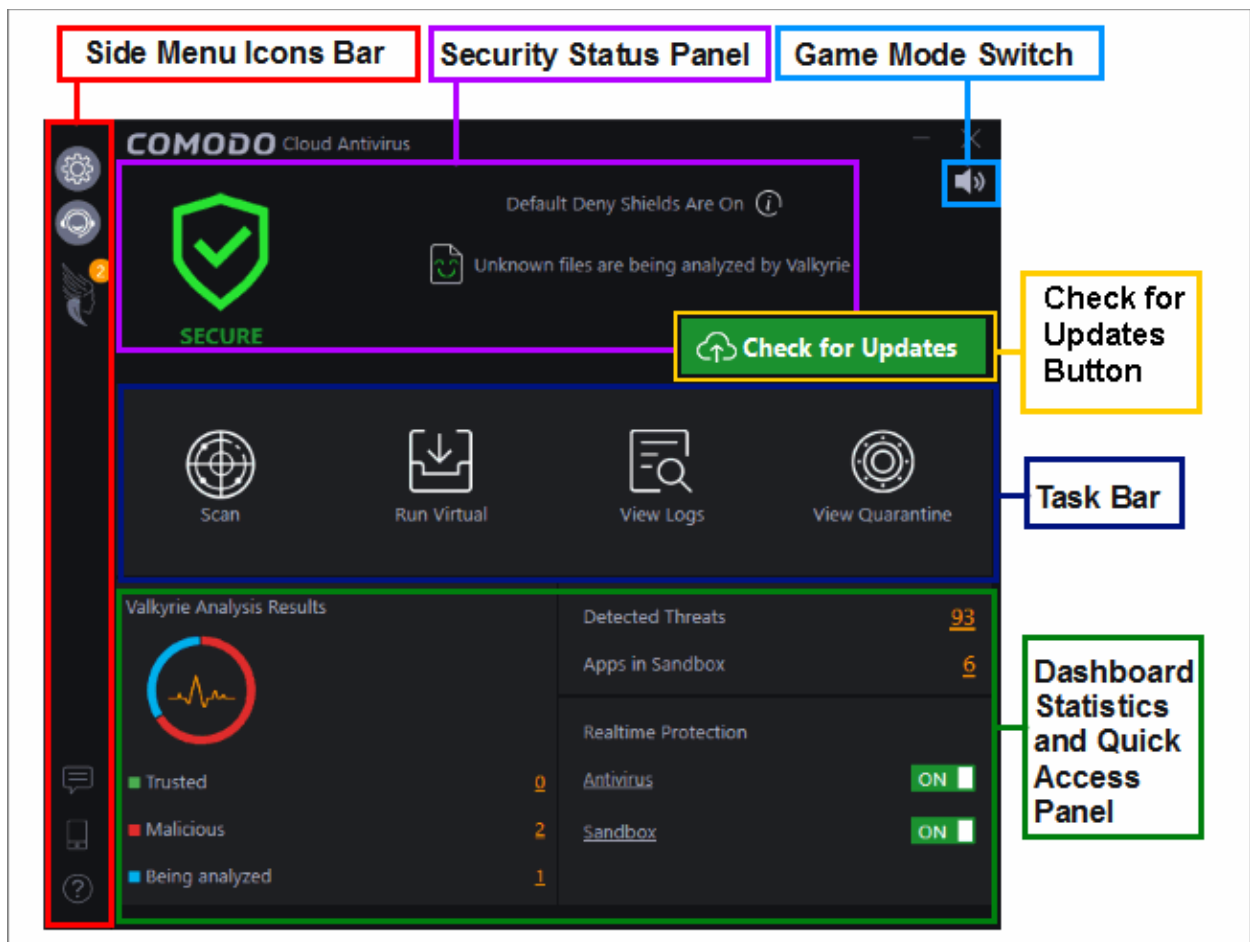 Side Menu Icons Bar
Security Status Panel
Game Mode Switch
COMODO Cloud Antivirus
Default Deny Shields Are On
Unknown files are being analyzed by Valkyrie
2
SECURE
Check for Updates
Check for
Updates
Button
Scan
Run Virtual
View Logs
View Quarantine
Task Bar
Valkyrie Analysis Results
Detected Threats 93
Apps in Sandbox 6
Realtime Protection
Trusted 0
Antivirus ON
Malicious 2
Sandbox ON
Being analyzed 1
Dashboard
Statistics
and Quick
Access
Panel